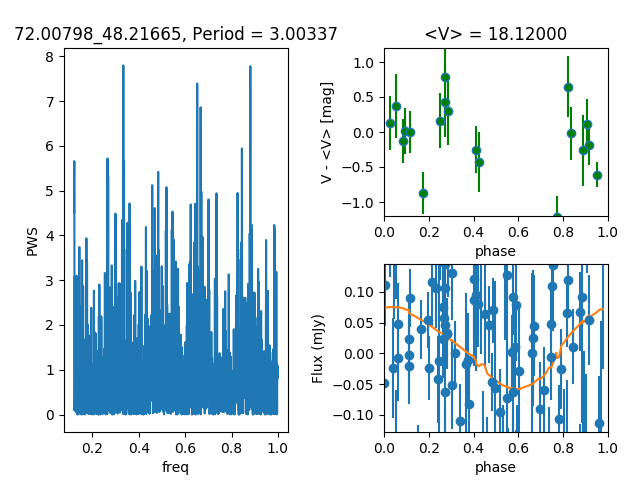 72.00798_48.21665, Period = 3.00337
<V> = 18.12000
8
7
6
5
4
3
2
1
0
PWS
0.2 0.4 0.6 0.8 1.0
freq
1.0
0.5
0.0
−0.5
−1.0
V - <V> [mag]
0.0 0.2 0.4 0.6 0.8 1.0
phase
0.10
0.05
0.00
−0.05
−0.10
Flux (mJy)
0.0 0.2 0.4 0.6 0.8 1.0
phase